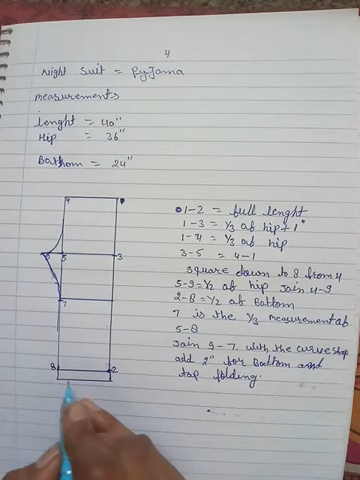 4
Night Suit = PyJama
measurements
Lenght = 40"
Hip = 36"
Bottom = 24"
1-2 = full lenght
1-3 = 1/3 of hip + 1"
1-4 = 1/3 of hip
3-5 = 4-1
square down to 8 from 4
5-9 = 1/2 of hip Join 4-9
2-8 = 1/2 of Bottom
7 is the 1/3 measurement of
5-8
Join 9-7. with the curve shap
add 2" for Bottom and
top folding.
4
9 5 3
7
8 2